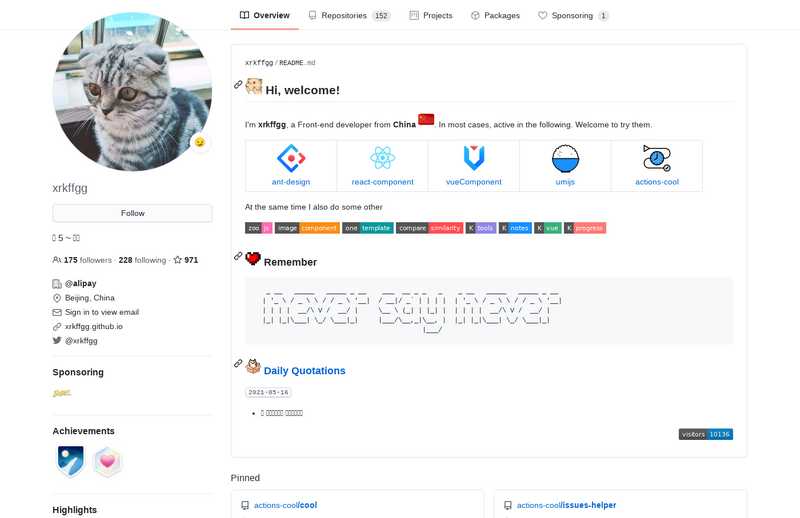 Overview
Repositories 152
Projects
Packages
Sponsoring 1
xrkffgg
Follow
5 ~
175 followers · 228 following · 971
@alipay
Beijing, China
Sign in to view email
xrkffgg.github.io
@xrkffgg
Sponsoring
Achievements
Highlights
xrkffgg / README.md
Hi, welcome!
I'm xrkffgg, a Front-end developer from China . In most cases, active in the following. Welcome to try them.
ant-design
react-component
vueComponent
umijs
actions-cool
At the same time I also do some other
zoo js
image component
one template
compare similarity
K tools
K notes
K vue
K progress
Remember
never say never
Daily Quotations
2021-05-16
visitors 10136
Pinned
actions-cool/cool
actions-cool/issues-helper